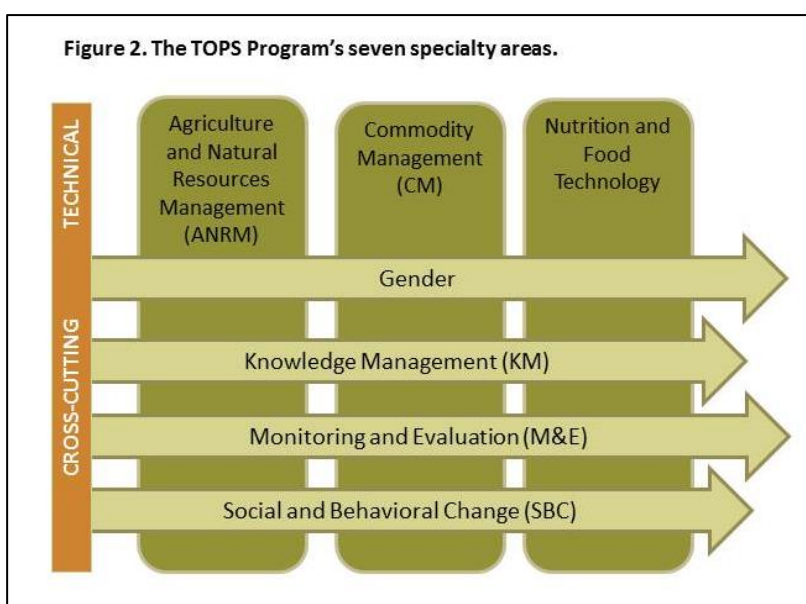 Figure 2. The TOPS Program's seven specialty areas.
TECHNICAL
Agriculture
and Natural
Resources
Management
(ANRM)
Commodity
Management
(CM)
Nutrition and
Food
Technology
CROSS-CUTTING
Gender
Knowledge Management (KM)
Monitoring and Evaluation (M&E)
Social and Behavioral Change (SBC)